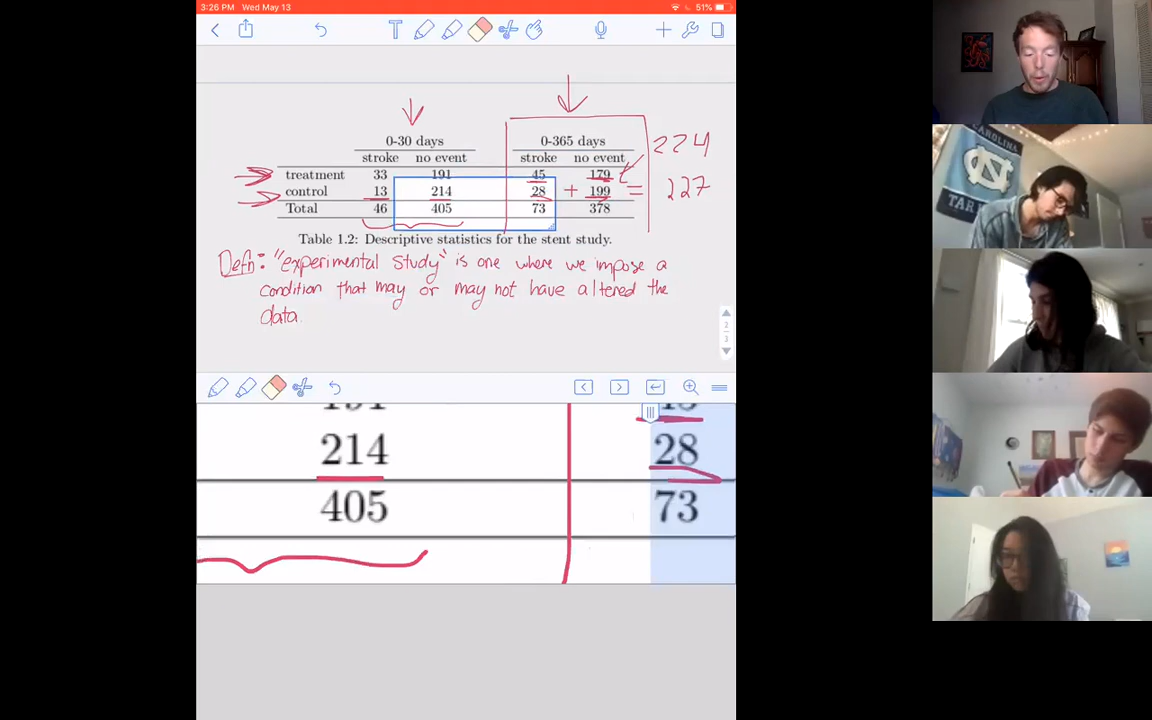 3:26 PM Wed May 13
51%
T
224
0-30 days 0-365 days
stroke no event stroke no event
treatment 33 191 45 179
control 13 214 28 + 199 = 227
Total 46 405 73 378
Table 1.2: Descriptive statistics for the stent study.
Defn: "experimental study" is one where we impose a
condition that may or may not have altered the
data.
2
3
214 28
405 73
CAROLINA
TAR